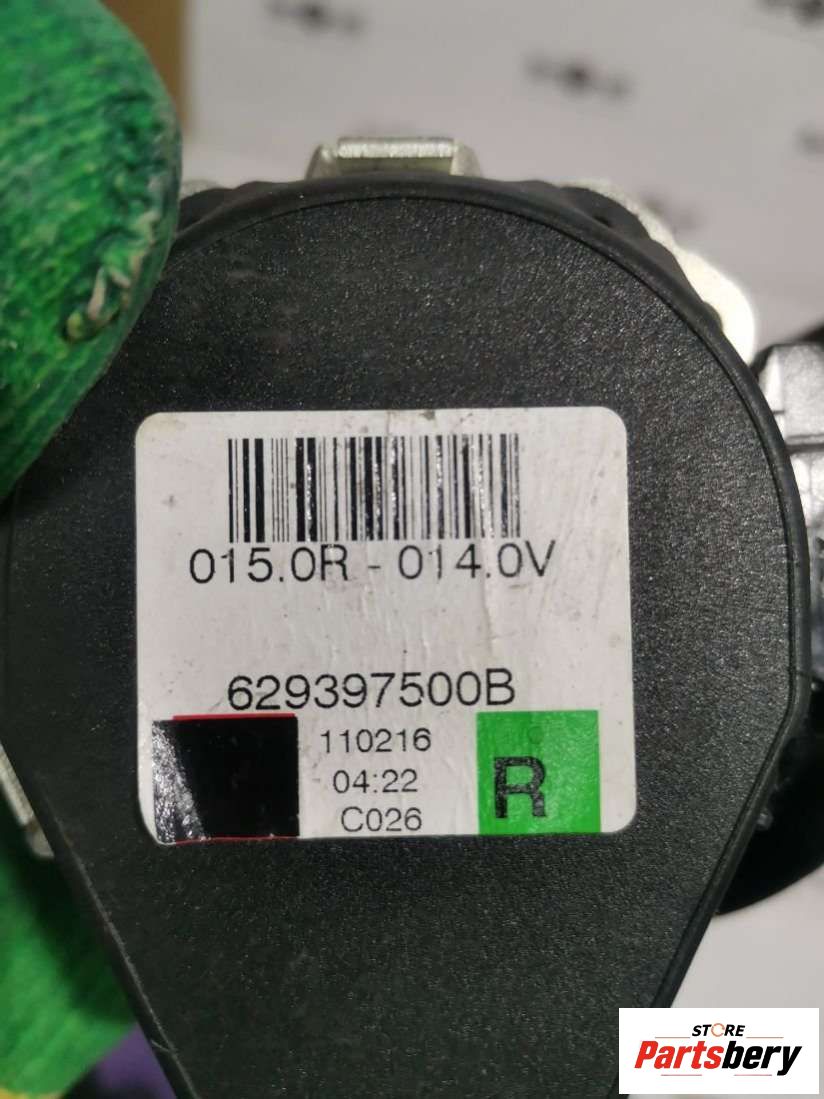 015.0R - 014.0V
629397500B
110216
04:22
C026
R
STORE
Partsbery